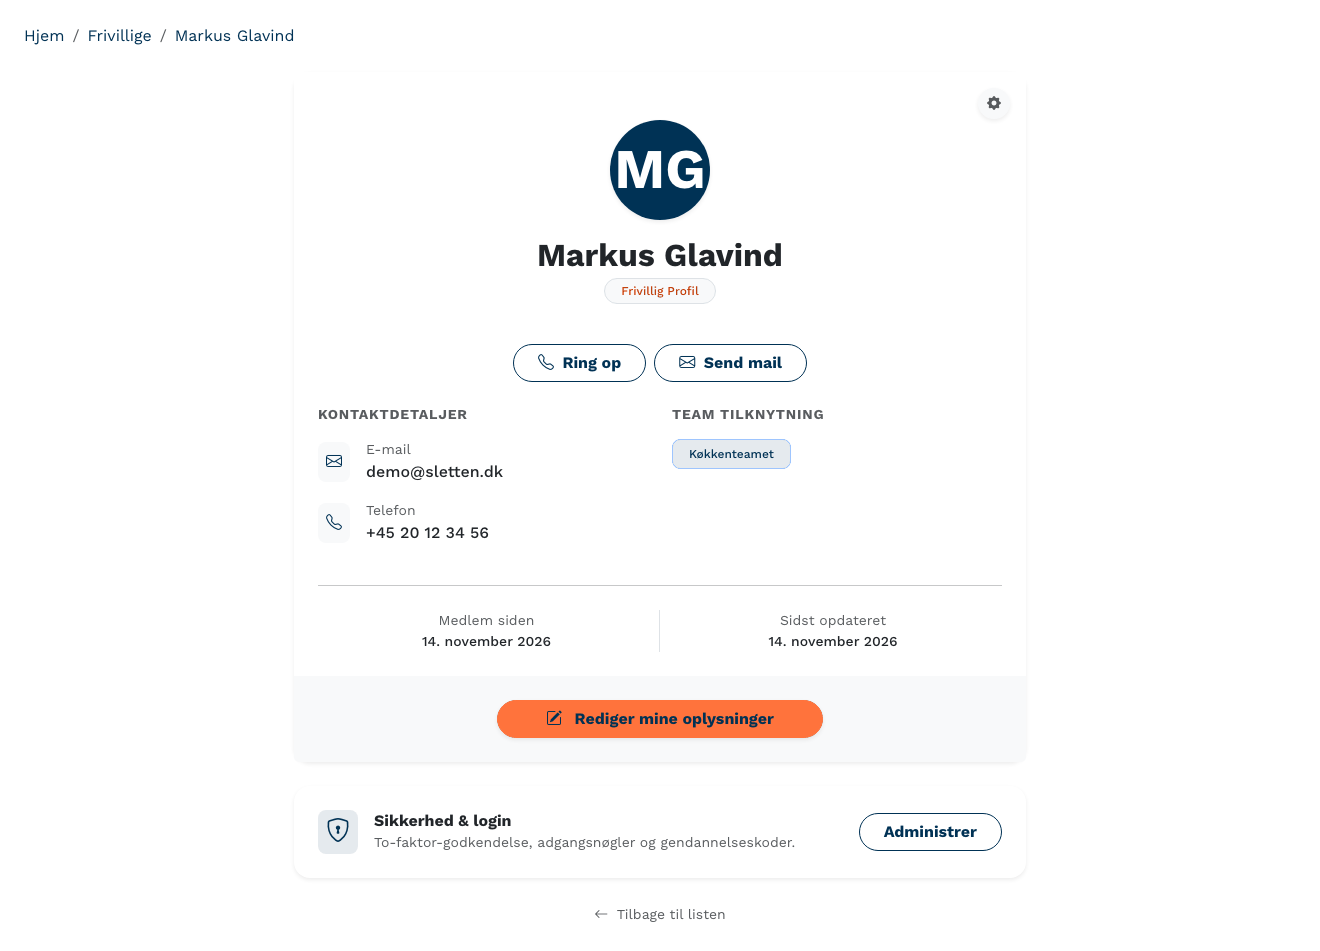 Hjem / Frivillige / Markus Glavind
MG
Markus Glavind
Frivillig Profil
Ring op
Send mail
KONTAKTDETALJER
E-mail
demo@sletten.dk
Telefon
+45 20 12 34 56
TEAM TILKNYTNING
Køkkenteamet
Medlem siden
14. november 2026
Sidst opdateret
14. november 2026
Rediger mine oplysninger
Sikkerhed & login
To-faktor-godkendelse, adgangsnøgler og gendannelseskoder.
Administrer
← Tilbage til listen